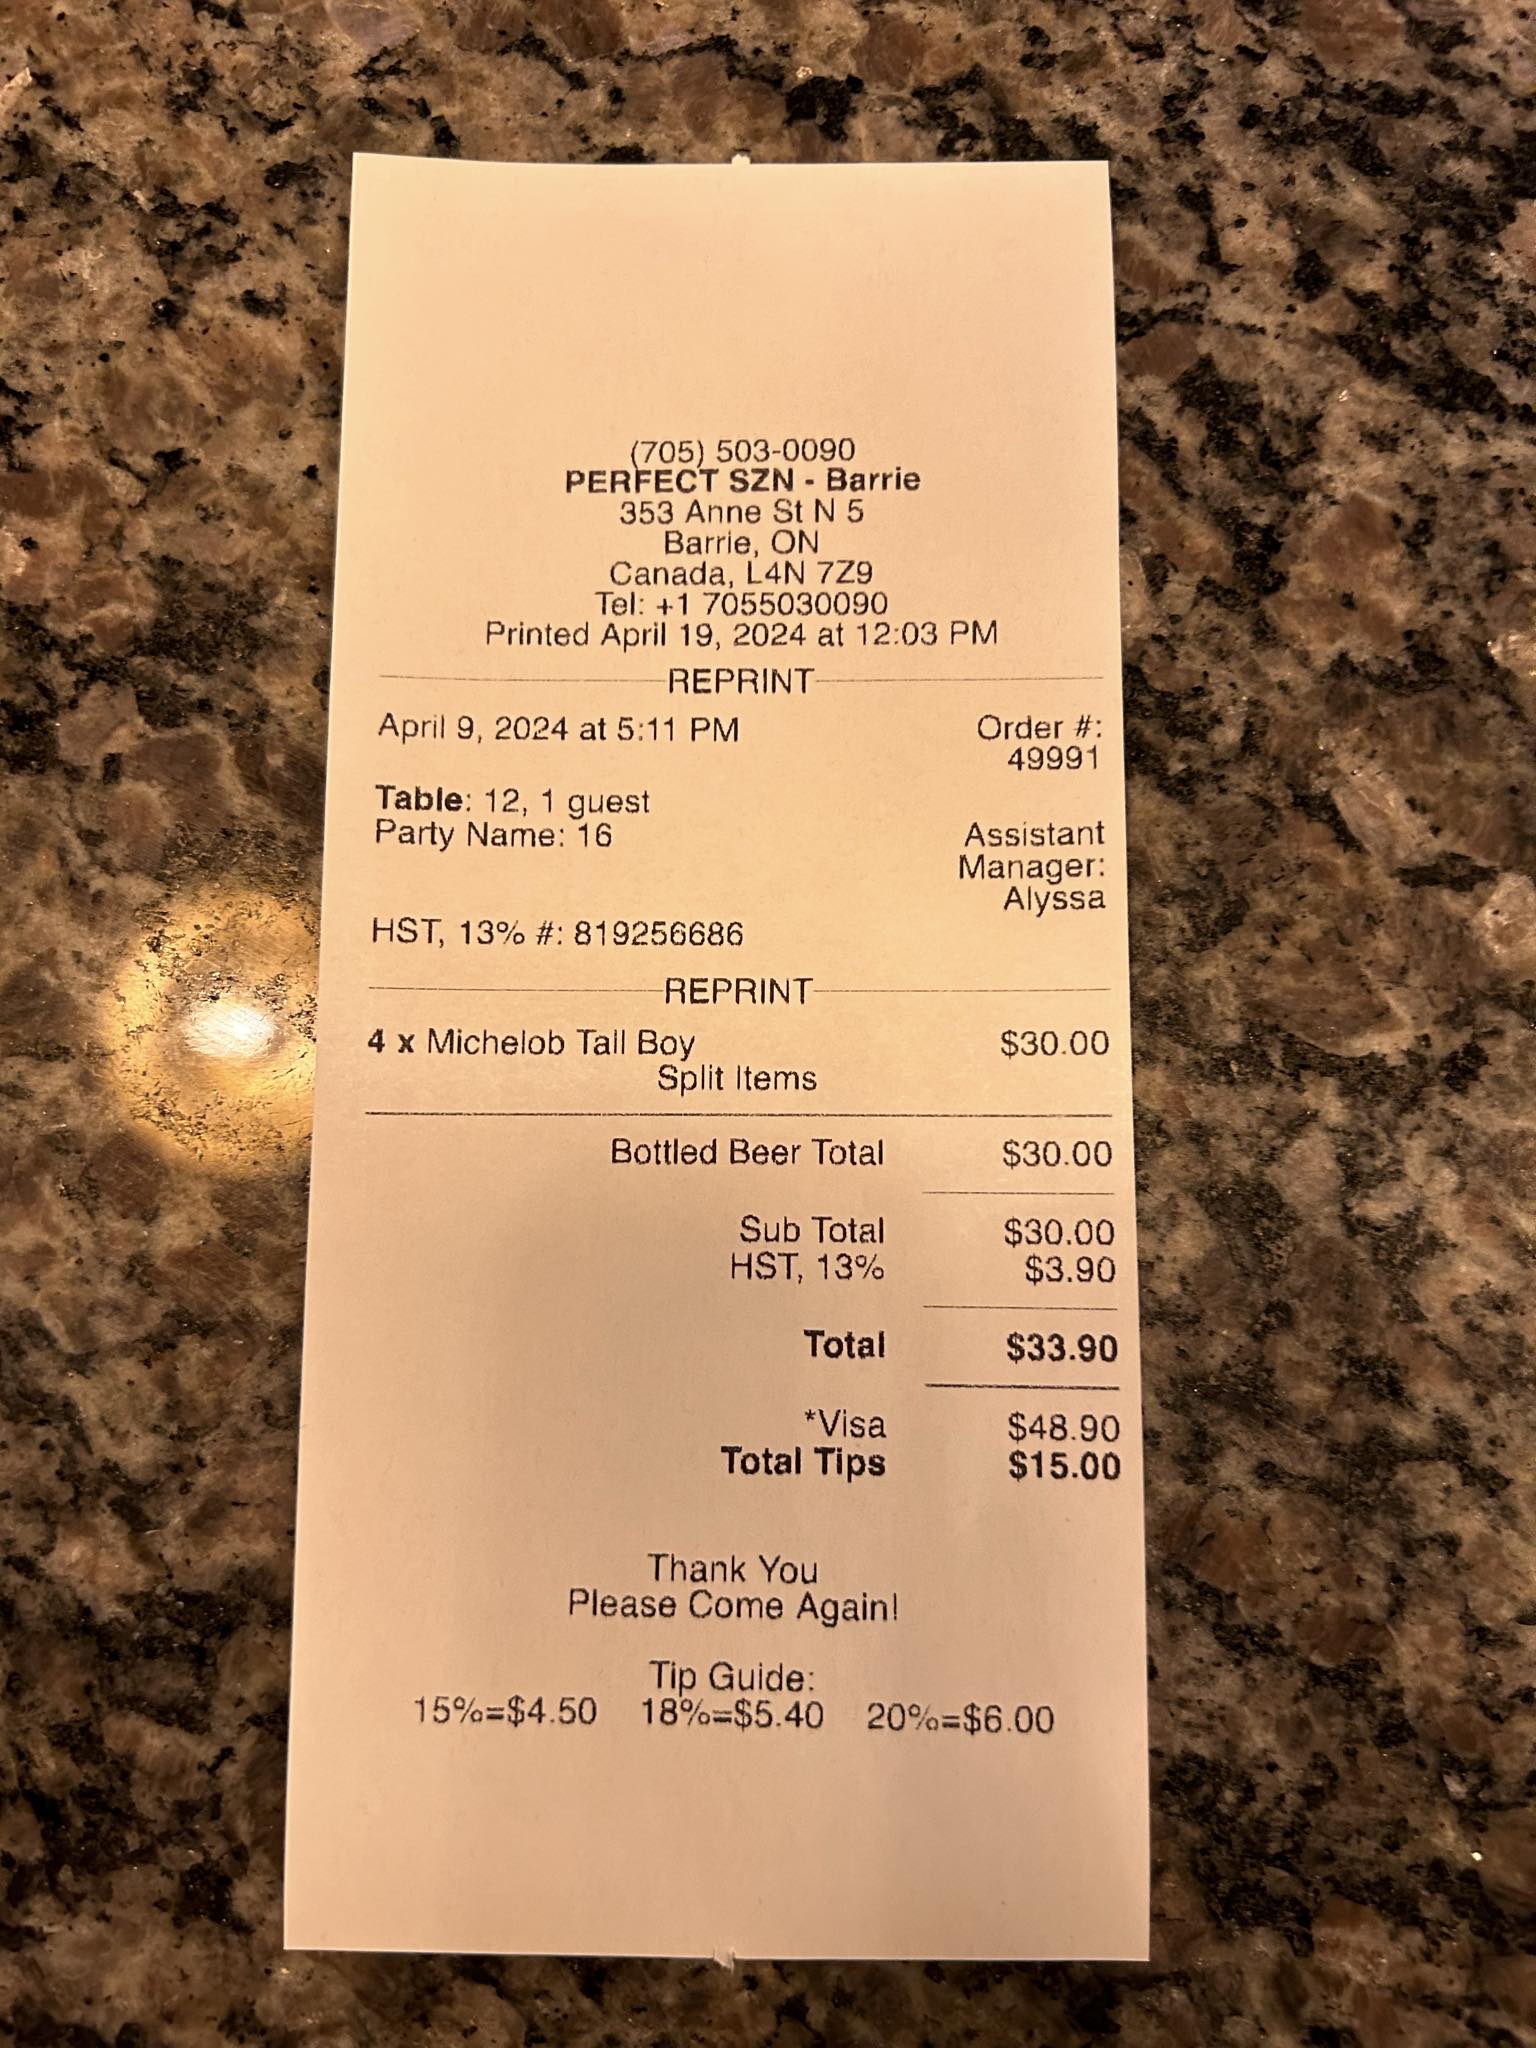 (705) 503-0090
PERFECT SZN - Barrie
353 Anne St N 5
Barrie, ON
Canada, L4N 7Z9
Tel: +1 7055030090
Printed April 19, 2024 at 12:03 PM
REPRINT
April 9, 2024 at 5:11 PM Order #:
49991
Table: 12, 1 guest
Party Name: 16 Assistant
Manager:
Alyssa
HST, 13% #: 819256686
REPRINT
4 x Michelob Tall Boy $30.00
Split Items
Bottled Beer Total $30.00
Sub Total $30.00
HST, 13% $3.90
Total $33.90
*Visa $48.90
Total Tips $15.00
Thank You
Please Come Again!
Tip Guide:
15%=$4.50 18%=$5.40 20%=$6.00